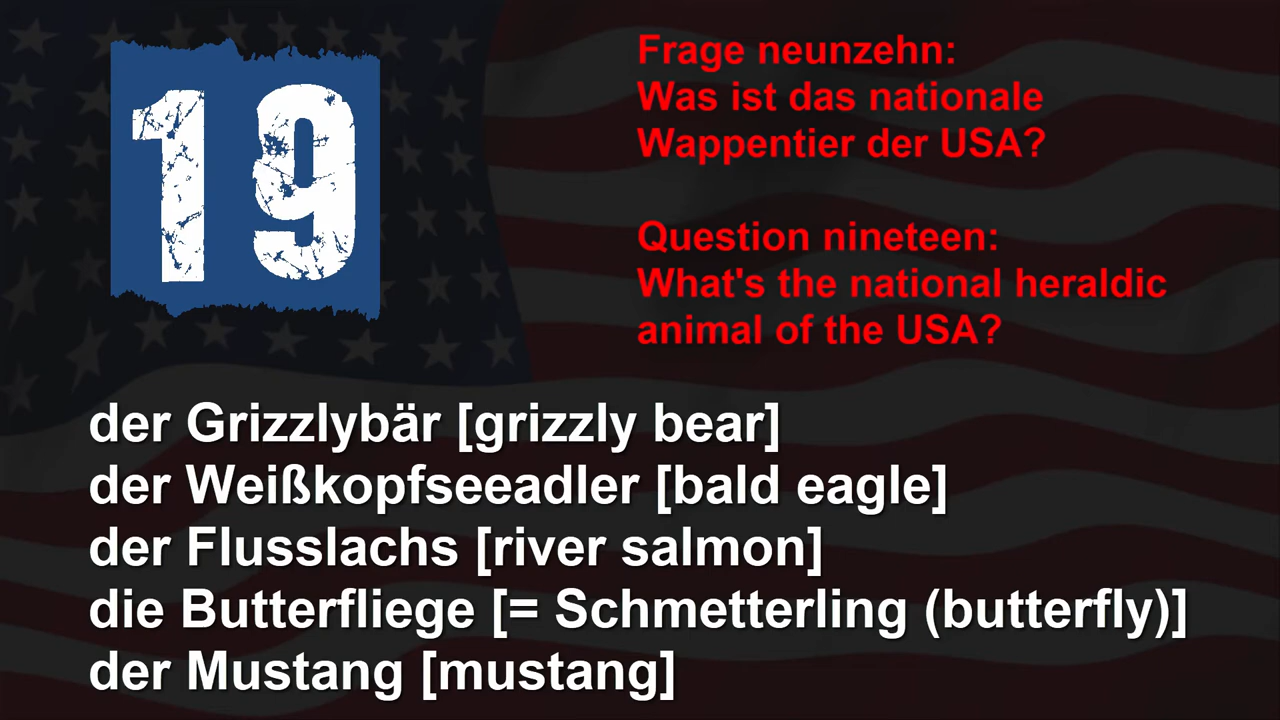 19
Frage neunzehn:
Was ist das nationale
Wappentier der USA?
Question nineteen:
What's the national heraldic
animal of the USA?
der Grizzlybär [grizzly bear]
der Weißkopfseeadler [bald eagle]
der Flusslachs [river salmon]
die Butterfliege [= Schmetterling (butterfly)]
der Mustang [mustang]